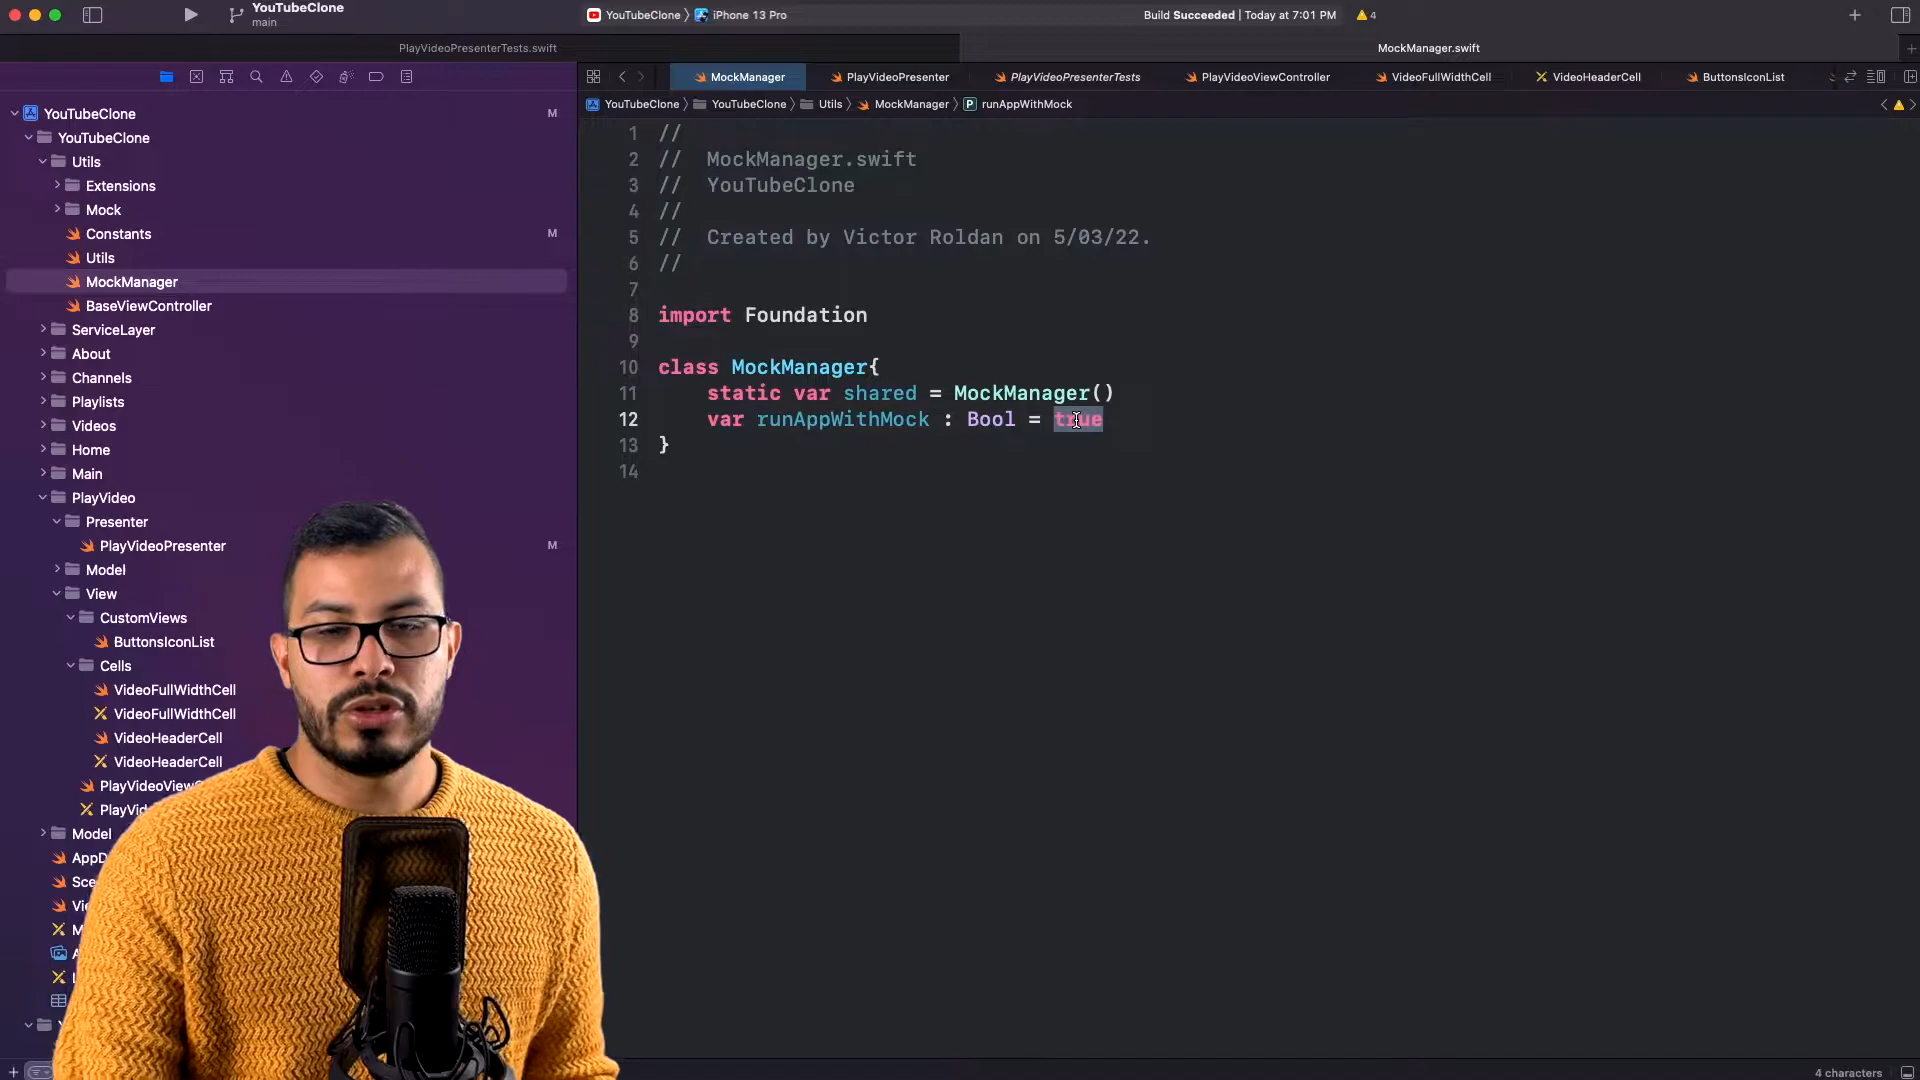 YouTubeClone
main
YouTubeClone
iPhone 13 Pro
Build Succeeded | Today at 7:01 PM
4
PlayVideoPresenterTests.swift
MockManager.swift
MockManager
PlayVideoPresenter
PlayVideoPresenterTests
PlayVideoViewController
VideoFullWidthCell
VideoHeaderCell
ButtonsIconList
YouTubeClone
YouTubeClone
Utils
MockManager
P runAppWithMock
YouTubeClone M
YouTubeClone
Utils
Extensions
Mock
Constants M
Utils
MockManager
BaseViewController
ServiceLayer
About
Channels
Playlists
Videos
Home
Main
PlayVideo
Presenter
PlayVideoPresenter M
Model
View
CustomViews
ButtonsIconList
Cells
VideoFullWidthCell
VideoFullWidthCell
VideoHeaderCell
VideoHeaderCell
PlayVideoView
PlayVid
Model
AppD
Sce
Vie
M
A
L
1 //
2 //  MockManager.swift
3 //  YouTubeClone
4 //
5 //  Created by Victor Roldan on 5/03/22.
6 //
7
8 import Foundation
9
10 class MockManager{
11     static var shared = MockManager()
12     var runAppWithMock : Bool = true
13 }
14
4 characters